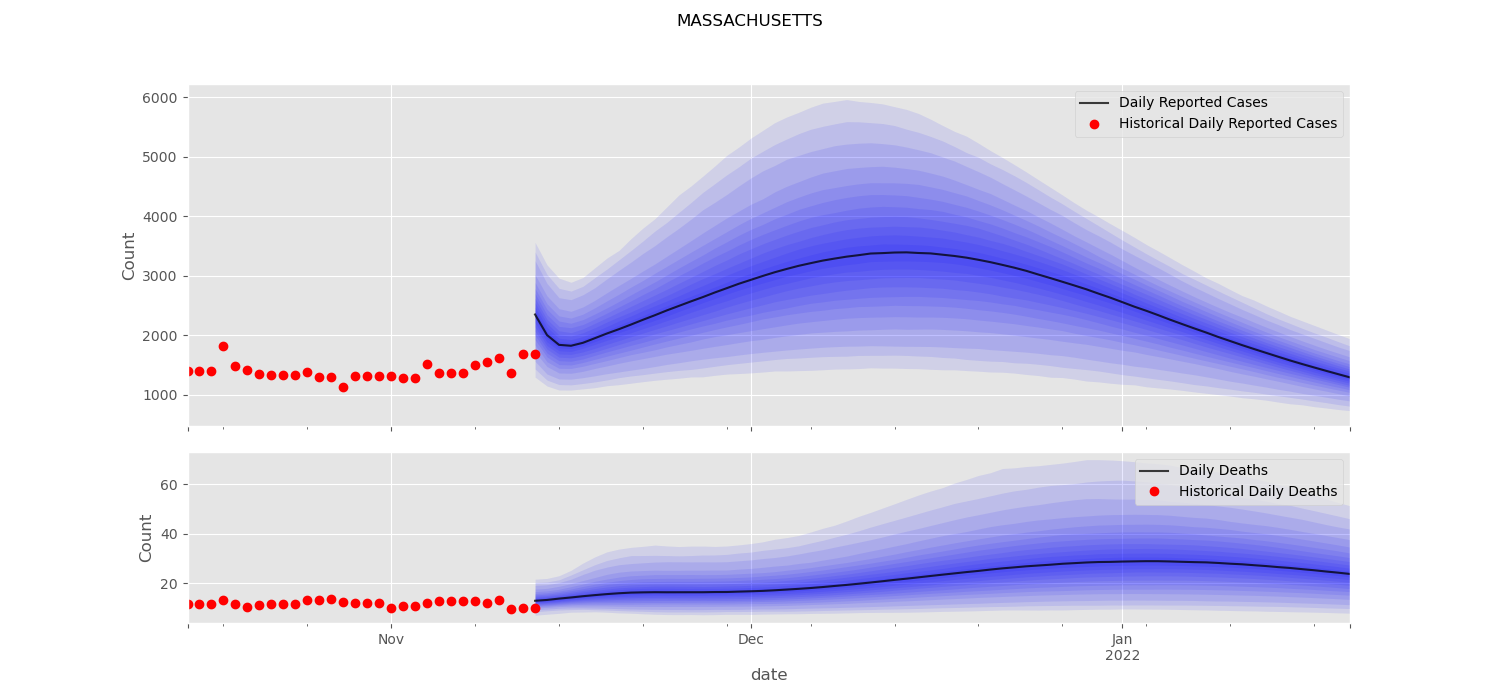 MASSACHUSETTS
6000
5000
4000
3000
2000
1000
Count
Daily Reported Cases
Historical Daily Reported Cases
60
40
20
Count
Daily Deaths
Historical Daily Deaths
Nov
Dec
Jan
2022
date